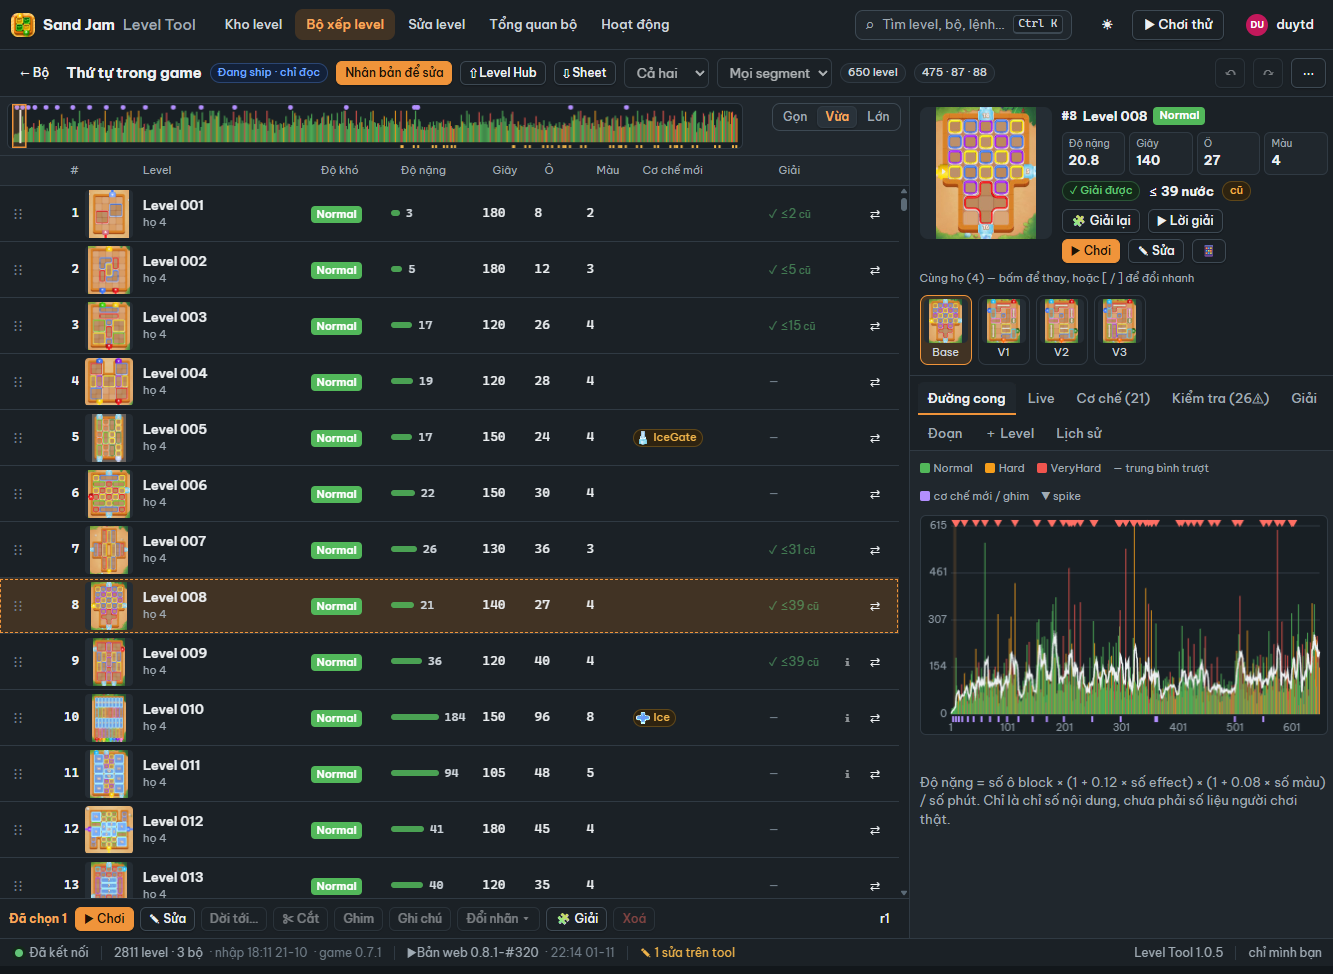 Sand Jam Level Tool Kho level Bộ xếp level Sửa level Tổng quan bộ Hoạt động Tìm level, bộ, lệnh... Ctrl K ▶ Chơi thử DU duytd
← Bộ Thứ tự trong game Đang ship · chỉ đọc Nhân bản để sửa ⇧Level Hub ⇩Sheet Cả hai Mọi segment 650 level 475 · 87 · 88 ...
Gọn Vừa Lớn
# Level Độ khó Độ nặng Giây Ô Màu Cơ chế mới Giải
1 Level 001 Normal 3 180 8 2 ✓ ≤2 cũ
họ 4
2 Level 002 Normal 5 180 12 3 ✓ ≤5 cũ
họ 4
3 Level 003 Normal 17 120 26 4 ✓ ≤15 cũ
họ 4
4 Level 004 Normal 19 120 28 4 —
họ 4
5 Level 005 Normal 17 150 24 4 IceGate —
họ 4
6 Level 006 Normal 22 150 30 4 —
họ 4
7 Level 007 Normal 26 130 36 3 ✓ ≤31 cũ
họ 4
8 Level 008 Normal 21 140 27 4 ✓ ≤39 cũ
họ 4
9 Level 009 Normal 36 120 40 4 ✓ ≤39 cũ
họ 4
10 Level 010 Normal 184 150 96 8 Ice —
họ 4
11 Level 011 Normal 94 105 48 5 —
họ 4
12 Level 012 Normal 41 180 45 4 —
họ 4
13 Level 013 Normal 40 120 35 4 —
họ 4
Đã chọn 1 ▶ Chơi Sửa Dời tới... Cắt Ghim Ghi chú Đổi nhãn Giải Xoá r1
#8 Level 008 Normal
Độ nặng Giây Ô Màu
20.8 140 27 4
✓ Giải được ≤ 39 nước cũ
Giải lại ▶ Lời giải
▶ Chơi Sửa
Cùng họ (4) — bấm để thay, hoặc [ / ] để đổi nhanh
Base V1 V2 V3
Đường cong Live Cơ chế (21) Kiểm tra (26⚠) Giải
Đoạn + Level Lịch sử
Normal Hard VeryHard — trung bình trượt
cơ chế mới / ghim ▼ spike
615
461
307
154
0
1 101 201 301 401 501 601
Độ nặng = số ô block × (1 + 0.12 × số effect) × (1 + 0.08 × số màu)
/ số phút. Chỉ là chỉ số nội dung, chưa phải số liệu người chơi
thật.
Đã kết nối 2811 level · 3 bộ · nhập 18:11 21-10 · game 0.7.1 ▶Bản web 0.8.1-#320 · 22:14 01-11 1 sửa trên tool Level Tool 1.0.5 chỉ mình bạn